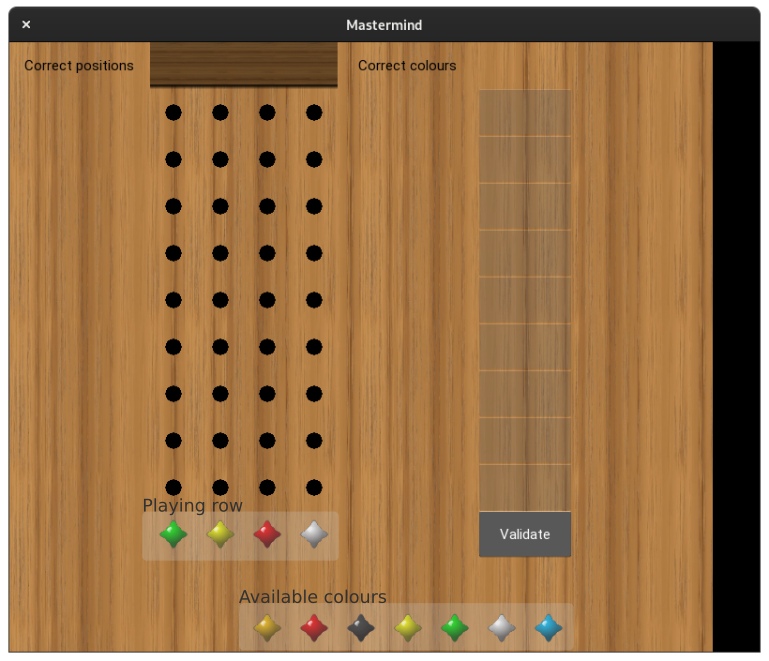 Mastermind
Correct positions
Correct colours
Playing row
Validate
Available colours